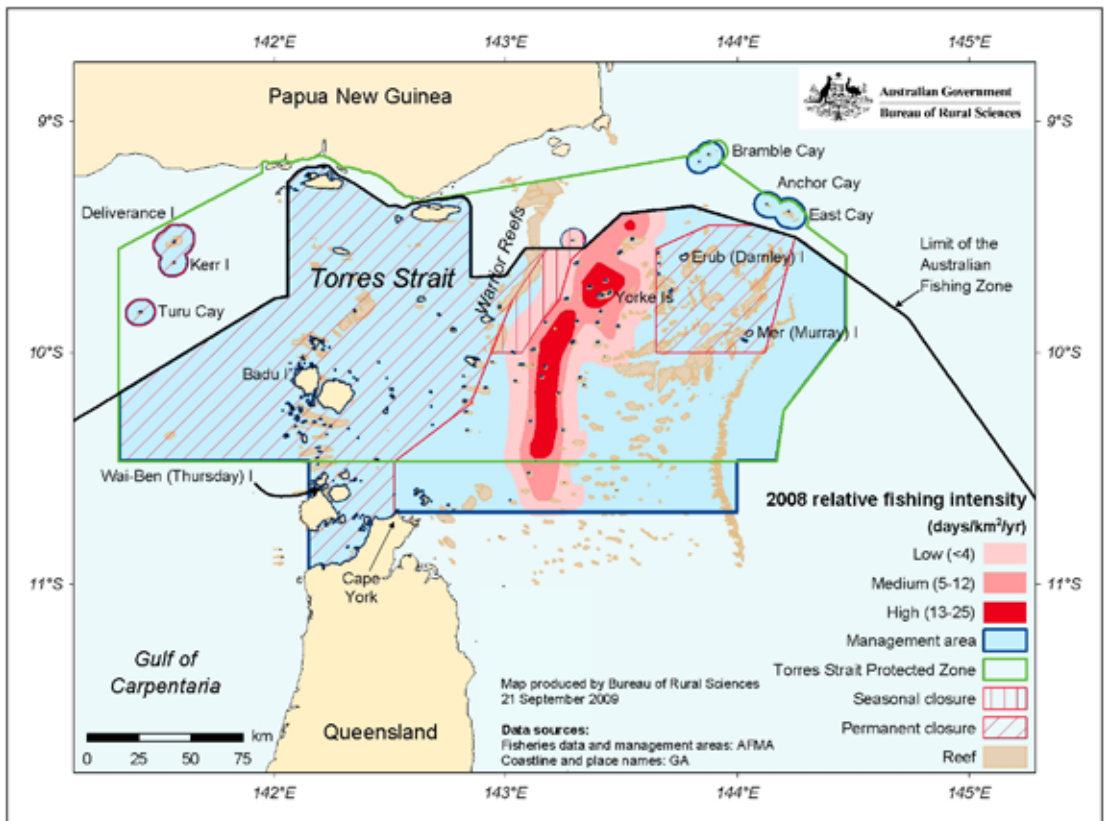 142°E
143°E
144°E
145°E
Papua New Guinea
Australian Government
Bureau of Rural Sciences
9°S
9°S
Bramble Cay
Anchor Cay
East Cay
Deliverance I
Kerr I
Turu Cay
Torres Strait
Warrior Reefs
Erub (Darnley) I
Yorke Is
Mer (Murray) I
Limit of the
Australian
Fishing Zone
10°S
10°S
Badu I
Wai-Ben (Thursday) I
Cape
York
11°S
11°S
2008 relative fishing intensity
(days/km²/yr)
Low (<4)
Medium (5-12)
High (13-25)
Management area
Torres Strait Protected Zone
Seasonal closure
Permanent closure
Reef
Gulf of
Carpentaria
Queensland
Map produced by Bureau of Rural Sciences
21 September 2009
Data sources:
Fisheries data and management areas: AFMA
Coastline and place names: GA
km
0 25 50 75
142°E
143°E
144°E
145°E